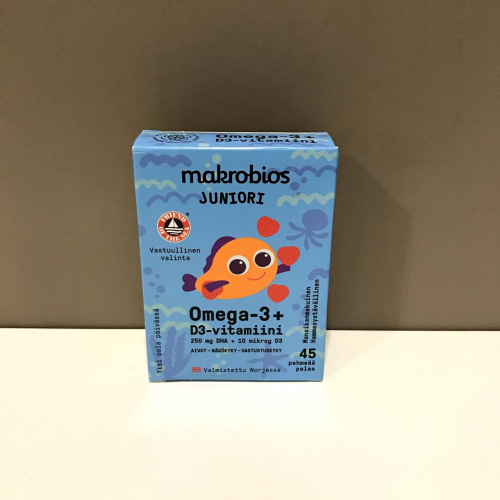 Omega-3+
D3-vitamiini
makrobios
JUNIORI
FRIEND
OF THE SEA
Vastuullinen
valinta
Omega-3+
D3-vitamiini
250 mg DHA + 10 mikrog D3
AIVOT-NÄKÖKYKY-VASTUSTUSKYKY
Valmistettu Norjassa
Yksi pala päivässä
Mansikanmakuinen
Hammasystävällinen
45
pehmeää
palaa